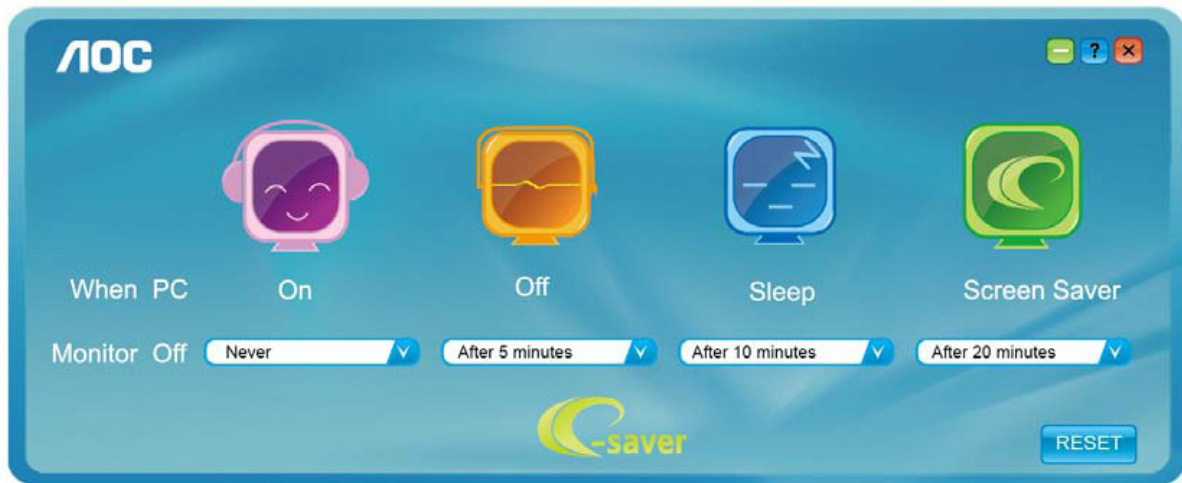 AOC
?
When PC On Off Sleep Screen Saver
Monitor Off Never After 5 minutes After 10 minutes After 20 minutes
e-saver
RESET